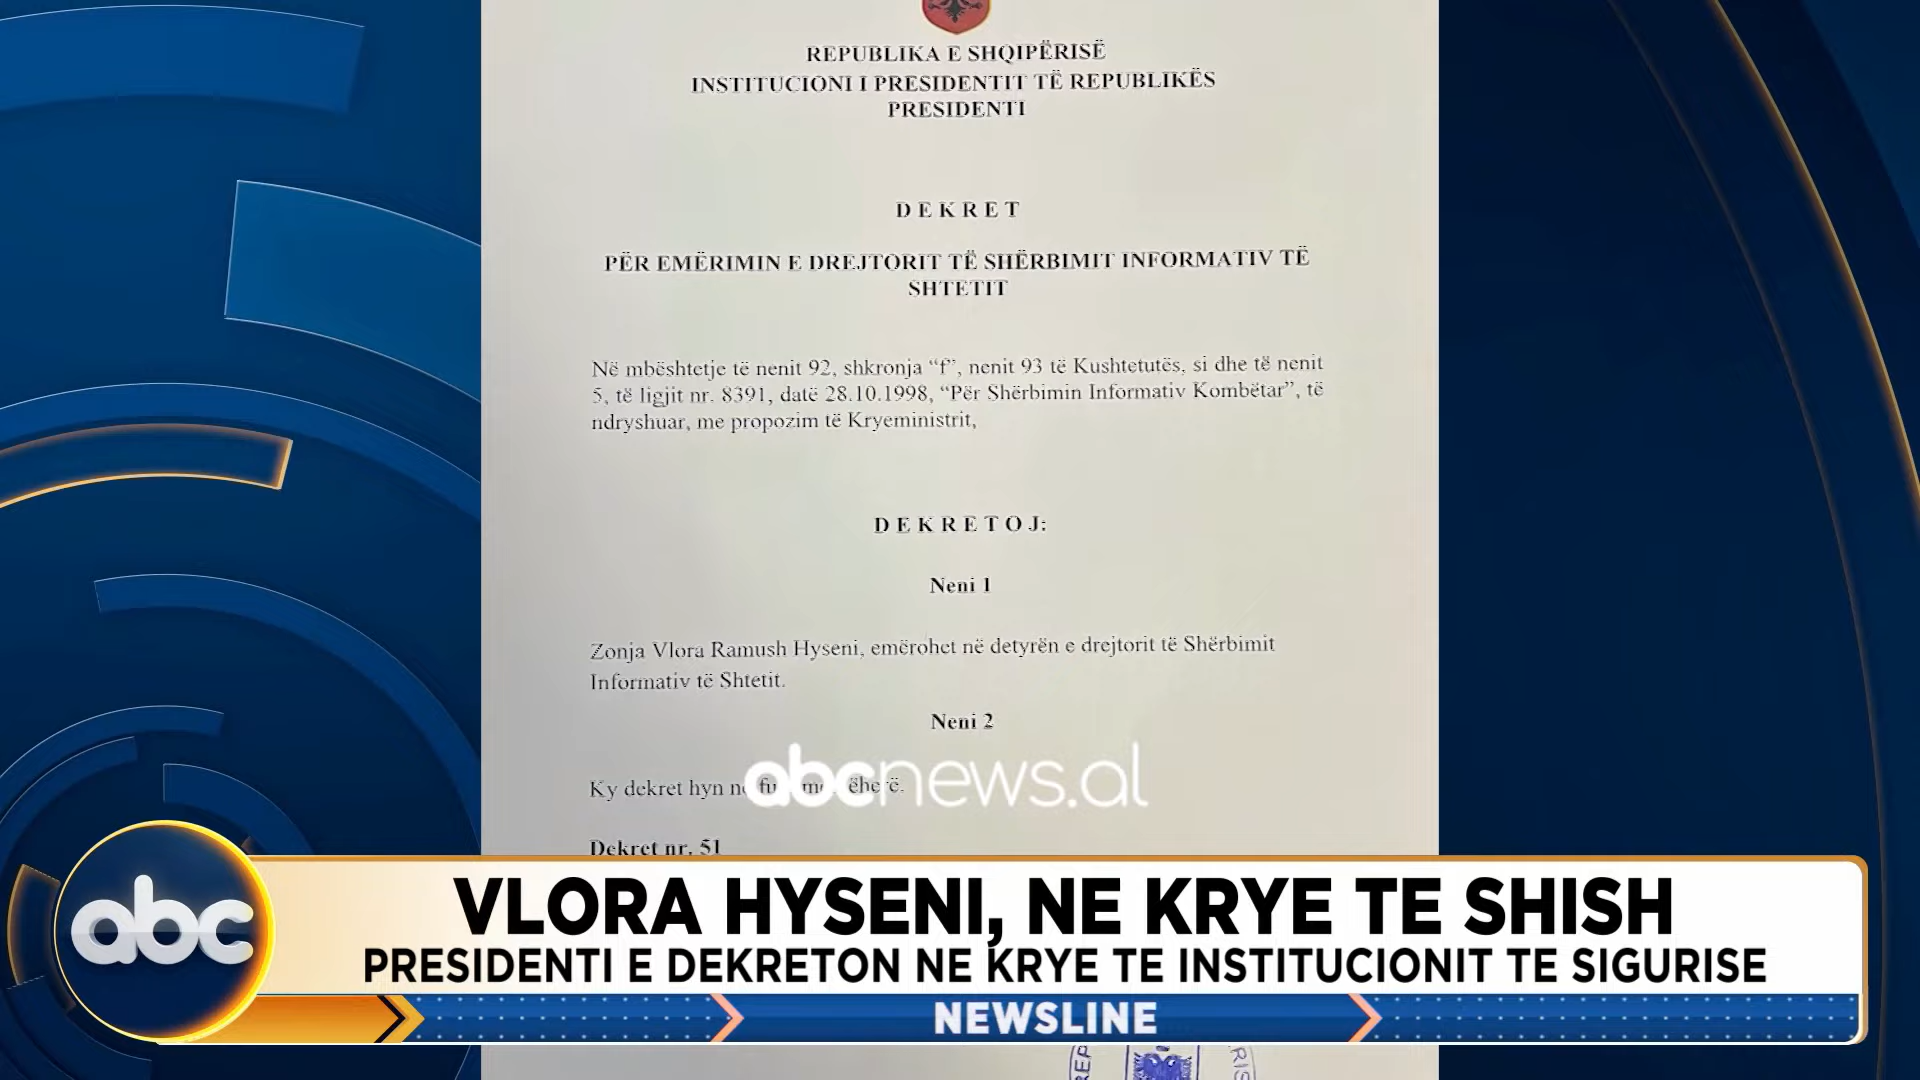 REPUBLIKA E SHQIPËRISË
INSTITUCIONI I PRESIDENTIT TË REPUBLIKËS
PRESIDENTI
DEKRET
PËR EMËRIMIN E DREJTORIT TË SHËRBIMIT INFORMATIV TË
SHTETIT
Në mbështetje të nenit 92, shkronja “f”, nenit 93 të Kushtetutës, si dhe të nenit
5, të ligjit nr. 8391, datë 28.10.1998, “Për Shërbimin Informativ Kombëtar”, të
ndryshuar, me propozim të Kryeministrit,
DEKRETOJ:
Neni 1
Zonja Vlora Ramush Hyseni, emërohet në detyrën e drejtorit të Shërbimit
Informativ të Shtetit.
Neni 2
abcnews.al
Ky dekret hyn
Dekret nr. 51
abc
VLORA HYSENI, NE KRYE TE SHISH
PRESIDENTI E DEKRETON NE KRYE TE INSTITUCIONIT TE SIGURISE
NEWSLINE